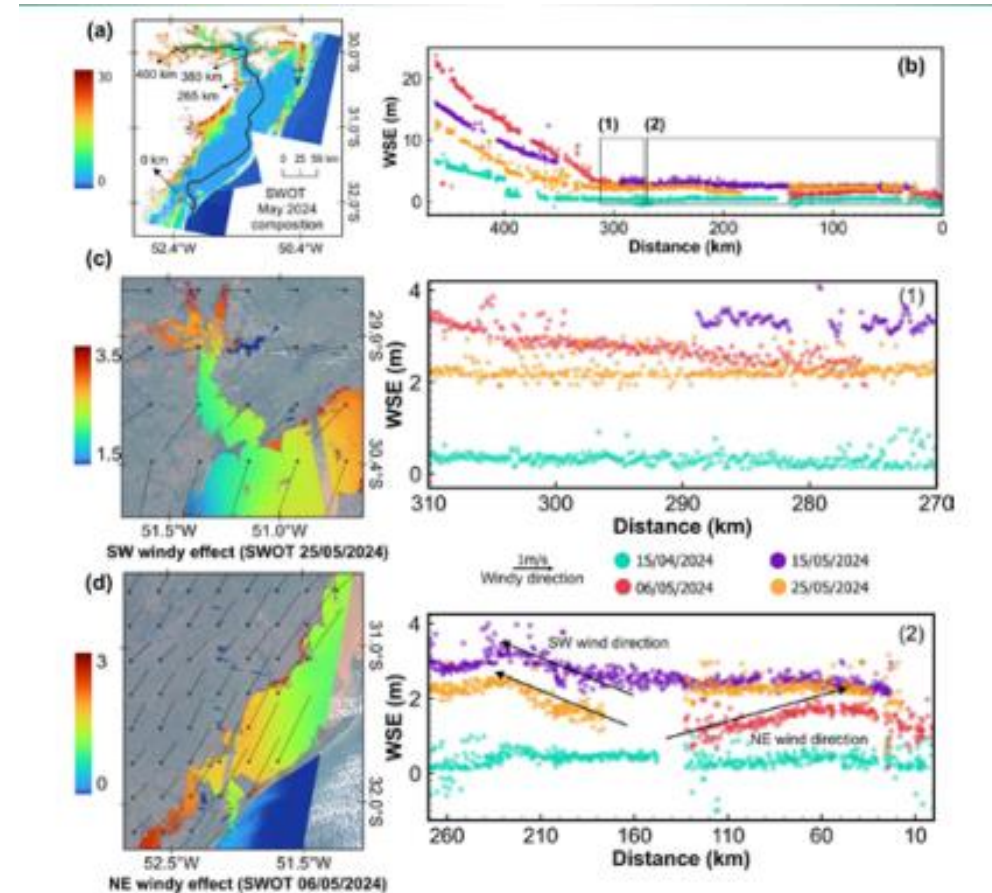 (a)
30
0
400 km
380 km
265 km
0 km
0 25 50 km
SWOT
May 2024
composition
30.0°S
31.0°S
32.0°S
52.4°W
50.4°W
(b)
WSE (m)
20
10
0
(1)
(2)
400
300
200
100
0
Distance (km)
(c)
3.5
1.5
29.9°S
30.4°S
51.5°W
51.0°W
SW windy effect (SWOT 25/05/2024)
(1)
WSE (m)
4
2
0
310
300
290
280
270
Distance (km)
1m/s
Windy direction
15/04/2024
15/05/2024
06/05/2024
25/05/2024
(d)
3
0
31.0°S
32.0°S
52.5°W
51.5°W
NE windy effect (SWOT 06/05/2024)
(2)
WSE (m)
4
2
0
SW wind direction
NE wind direction
260
210
160
110
60
10
Distance (km)